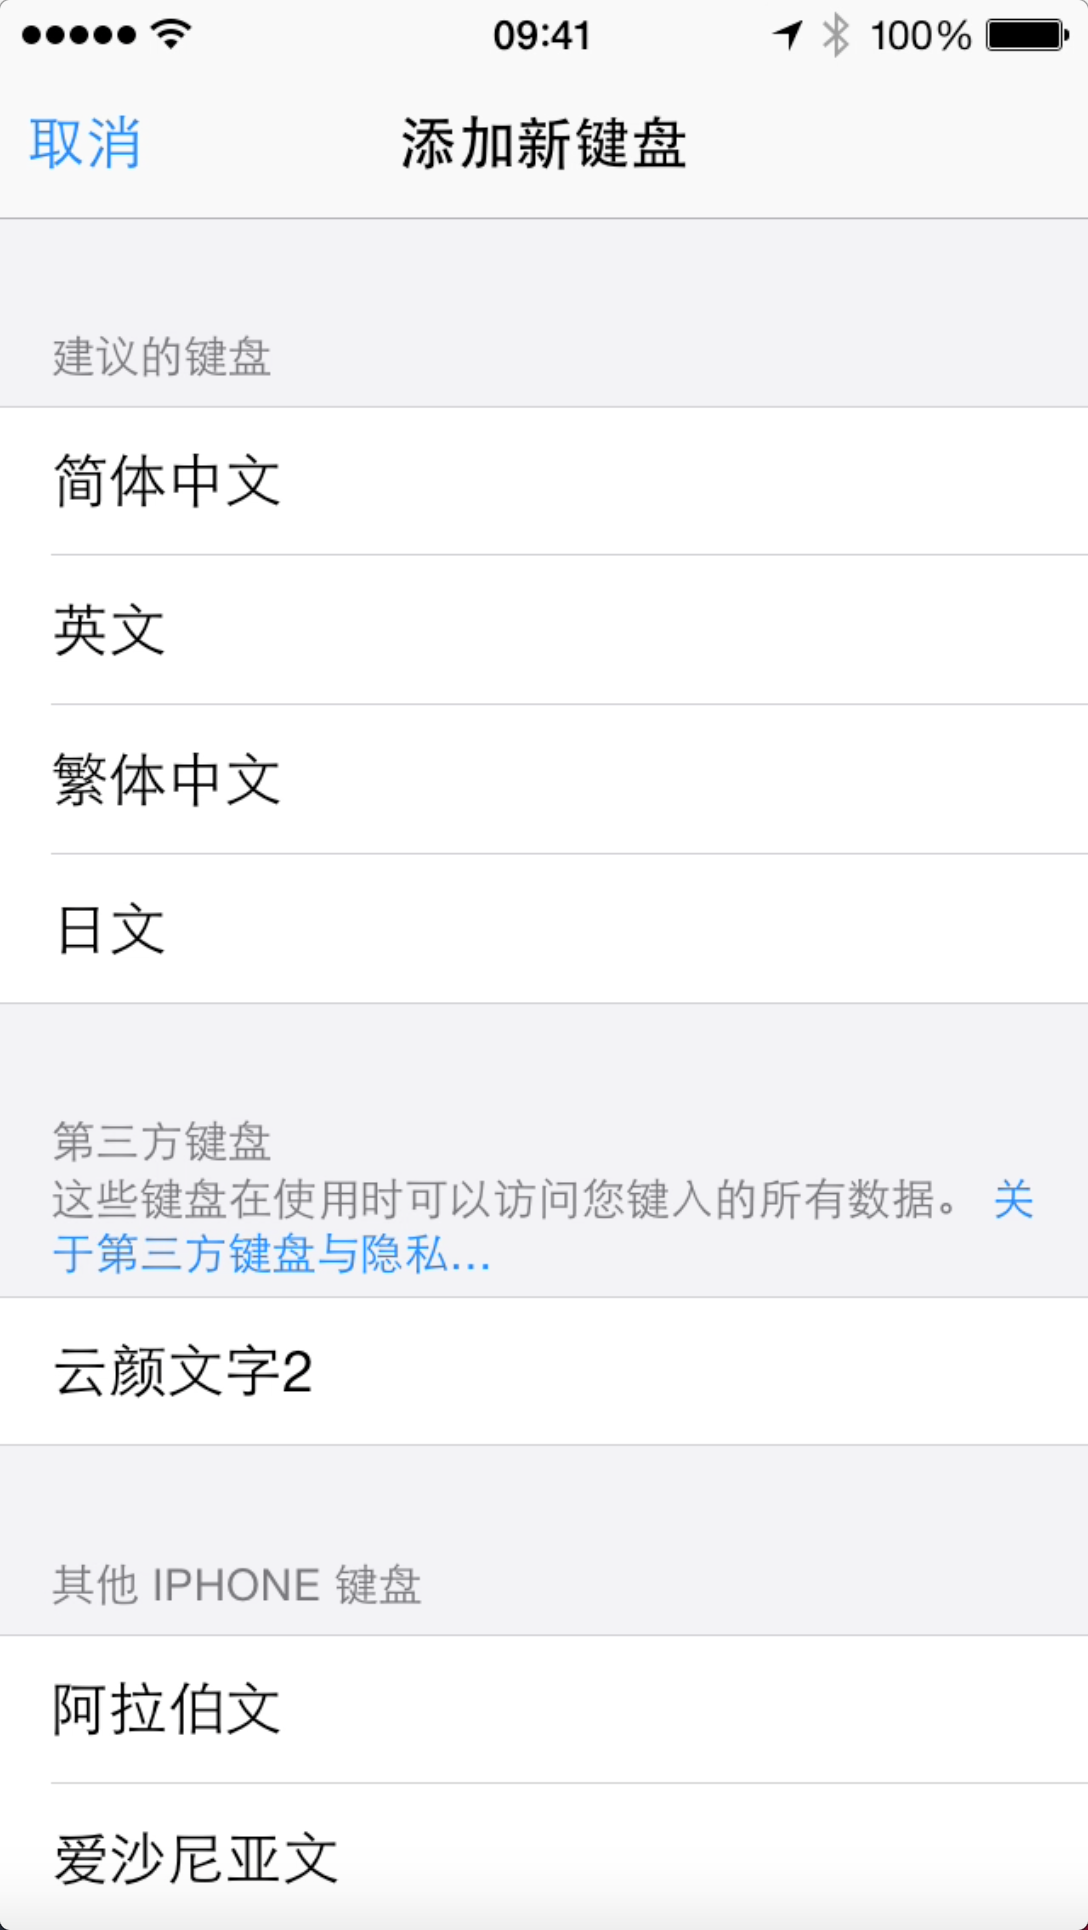 09:41
100%
取消
添加新键盘
建议的键盘
简体中文
英文
繁体中文
日文
第三方键盘
这些键盘在使用时可以访问您键入的所有数据。 关
于第三方键盘与隐私...
云颜文字2
其他 IPHONE 键盘
阿拉伯文
爱沙尼亚文